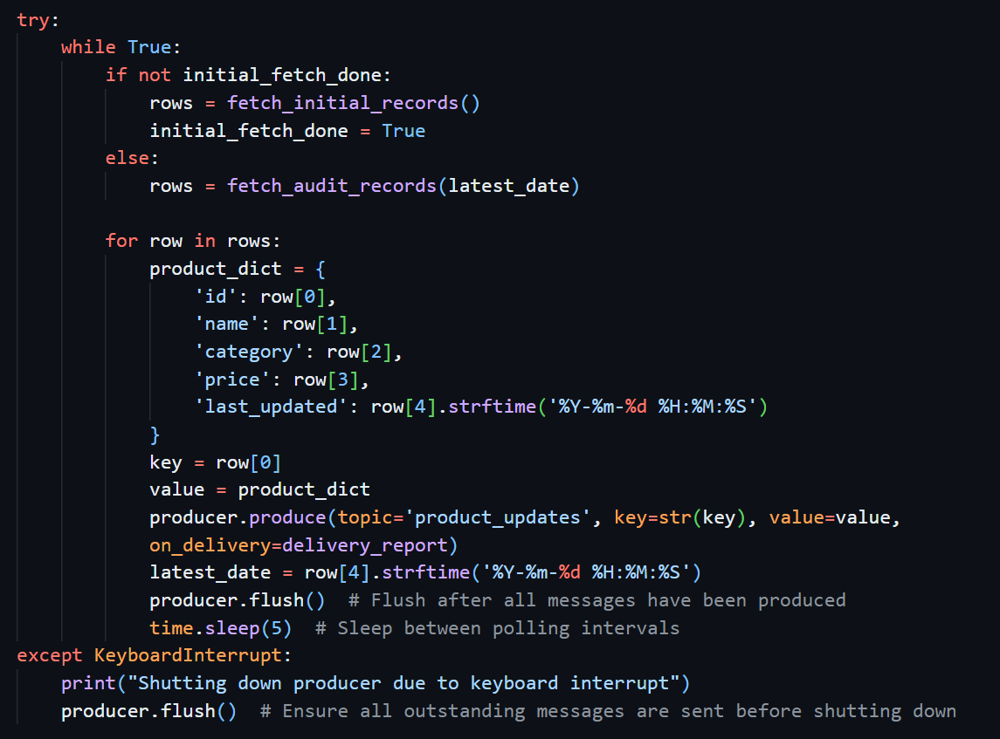 try:
    while True:
        if not initial_fetch_done:
            rows = fetch_initial_records()
            initial_fetch_done = True
        else:
            rows = fetch_audit_records(latest_date)

        for row in rows:
            product_dict = {
                'id': row[0],
                'name': row[1],
                'category': row[2],
                'price': row[3],
                'last_updated': row[4].strftime('%Y-%m-%d %H:%M:%S')
            }
            key = row[0]
            value = product_dict
            producer.produce(topic='product_updates', key=str(key), value=value,
            on_delivery=delivery_report)
            latest_date = row[4].strftime('%Y-%m-%d %H:%M:%S')
            producer.flush()  # Flush after all messages have been produced
            time.sleep(5)  # Sleep between polling intervals
except KeyboardInterrupt:
    print("Shutting down producer due to keyboard interrupt")
    producer.flush()  # Ensure all outstanding messages are sent before shutting down